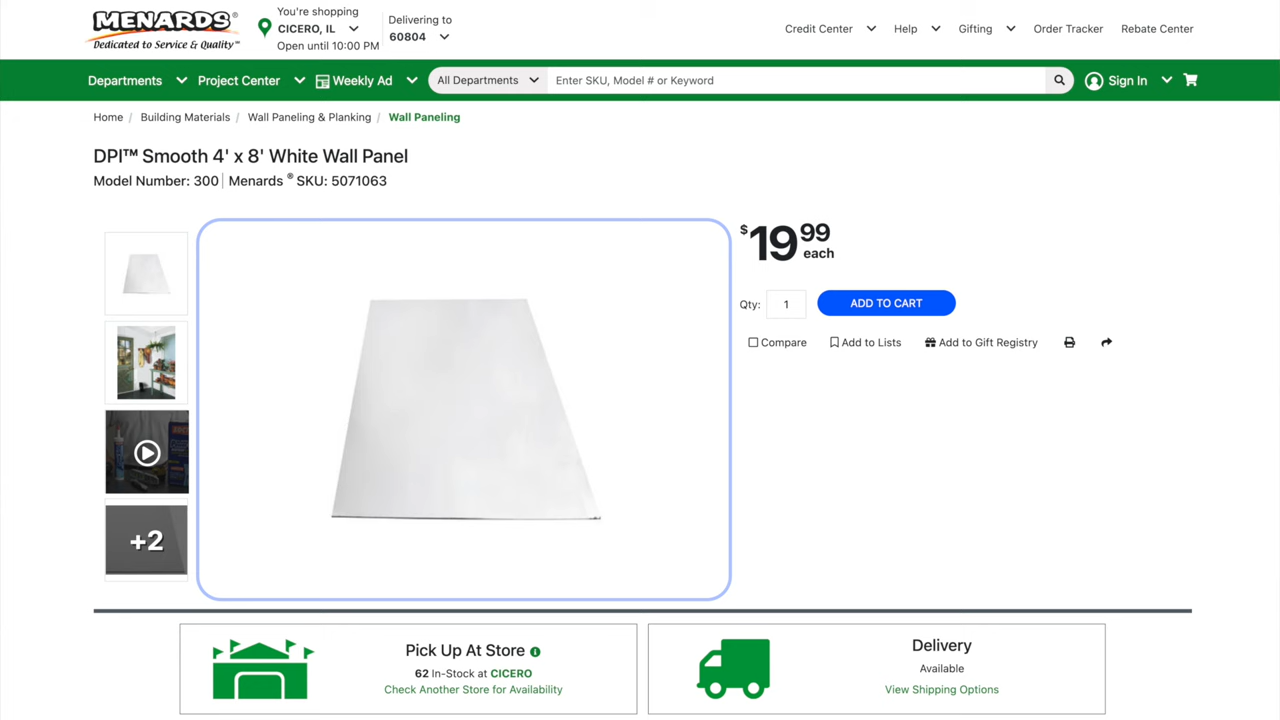 MENARDS®
Dedicated to Service & Quality™
You're shopping
CICERO, IL
Open until 10:00 PM
Delivering to
60804
Credit Center
Help
Gifting
Order Tracker
Rebate Center
Departments
Project Center
Weekly Ad
All Departments
Enter SKU, Model # or Keyword
Sign In
Home / Building Materials / Wall Paneling & Planking / Wall Paneling
DPI™ Smooth 4' x 8' White Wall Panel
Model Number: 300 Menards ® SKU: 5071063
+2
$19 99
each
Qty: 1 ADD TO CART
Compare
Add to Lists
Add to Gift Registry
Pick Up At Store
62 In-Stock at CICERO
Check Another Store for Availability
Delivery
Available
View Shipping Options